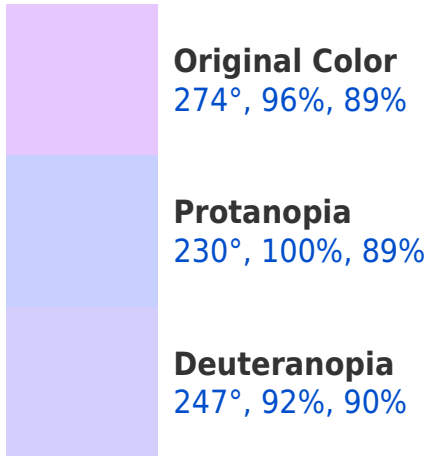 Original Color
274°, 96%, 89%
Protanopia
230°, 100%, 89%
Deuteranopia
247°, 92%, 90%